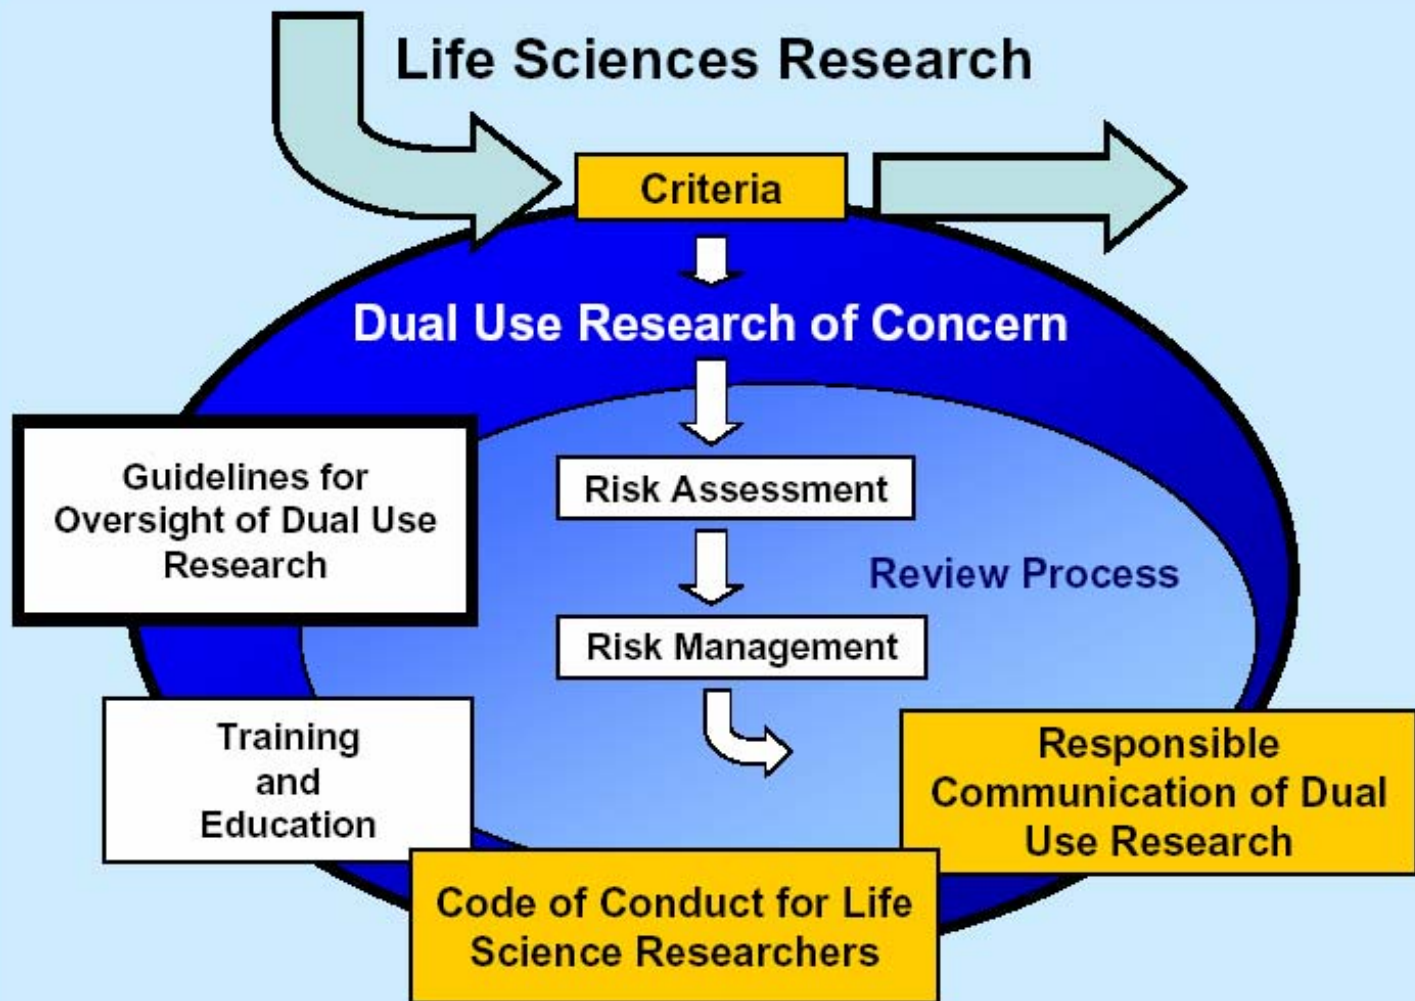 Life Sciences Research
Criteria
Dual Use Research of Concern
Guidelines for
Oversight of Dual Use
Research
Risk Assessment
Review Process
Risk Management
Training
and
Education
Responsible
Communication of Dual
Use Research
Code of Conduct for Life
Science Researchers